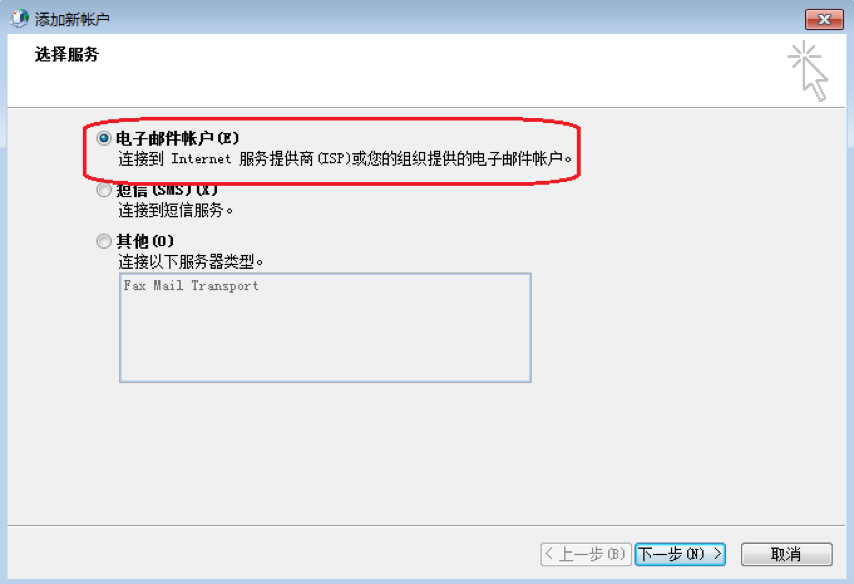 添加新帐户
选择服务
电子邮件帐户(E)
连接到 Internet 服务提供商(ISP)或您的组织提供的电子邮件帐户。
短信(SMS)(X)
连接到短信服务。
其他(O)
连接以下服务器类型。
Fax Mail Transport
< 上一步(B)
下一步(N) >
取消